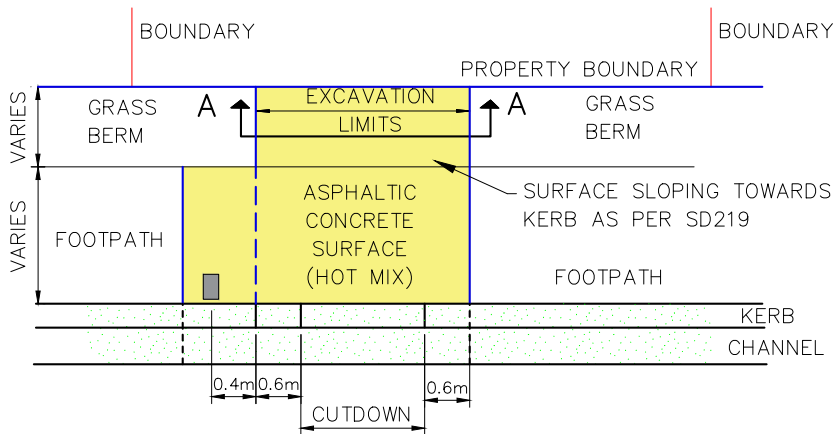 BOUNDARY
BOUNDARY
PROPERTY BOUNDARY
VARIES
GRASS
BERM
A
EXCAVATION
LIMITS
A
GRASS
BERM
VARIES
FOOTPATH
ASPHALTIC
CONCRETE
SURFACE
(HOT MIX)
SURFACE SLOPING TOWARDS
KERB AS PER SD219
FOOTPATH
KERB
CHANNEL
0.4m
0.6m
0.6m
CUTDOWN